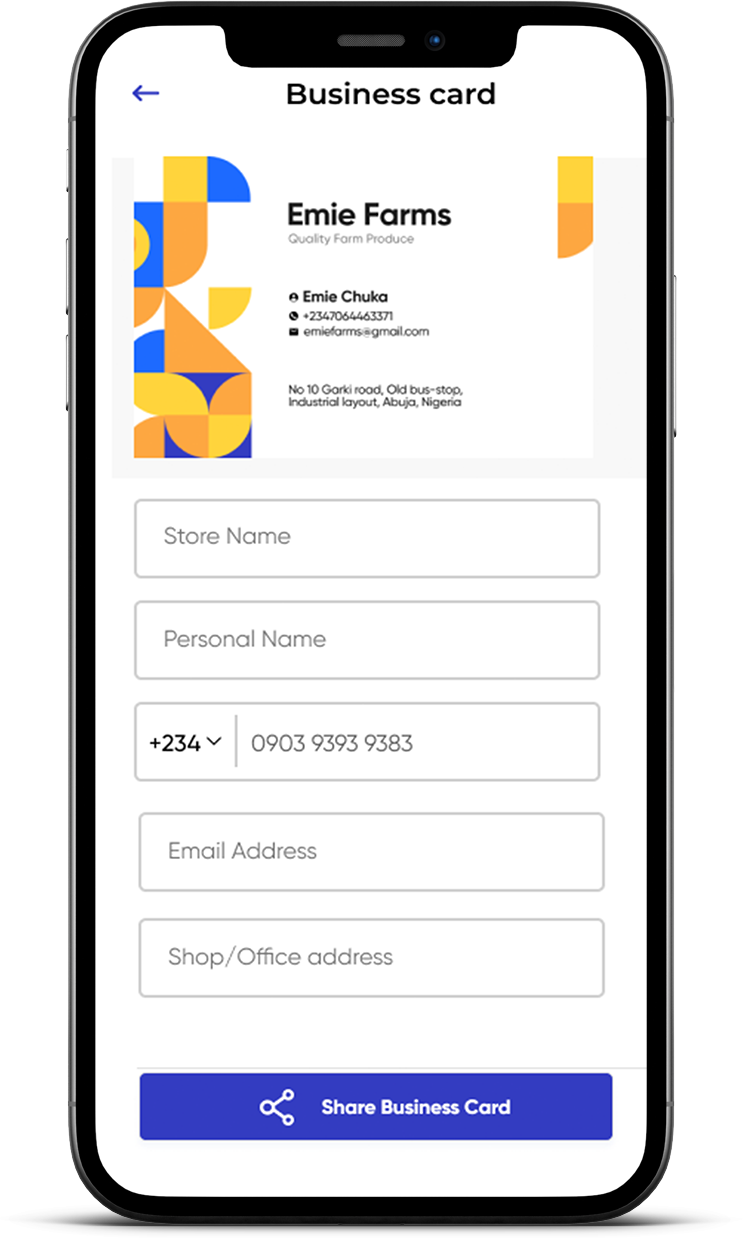 Business card
Emie Farms
Quality Farm Produce
Emie Chuka
+2347064463371
emiefarms@gmail.com
No 10 Garki road, Old bus-stop,
Industrial layout, Abuja, Nigeria
Store Name
Personal Name
+234 0903 9393 9383
Email Address
Shop/Office address
Share Business Card